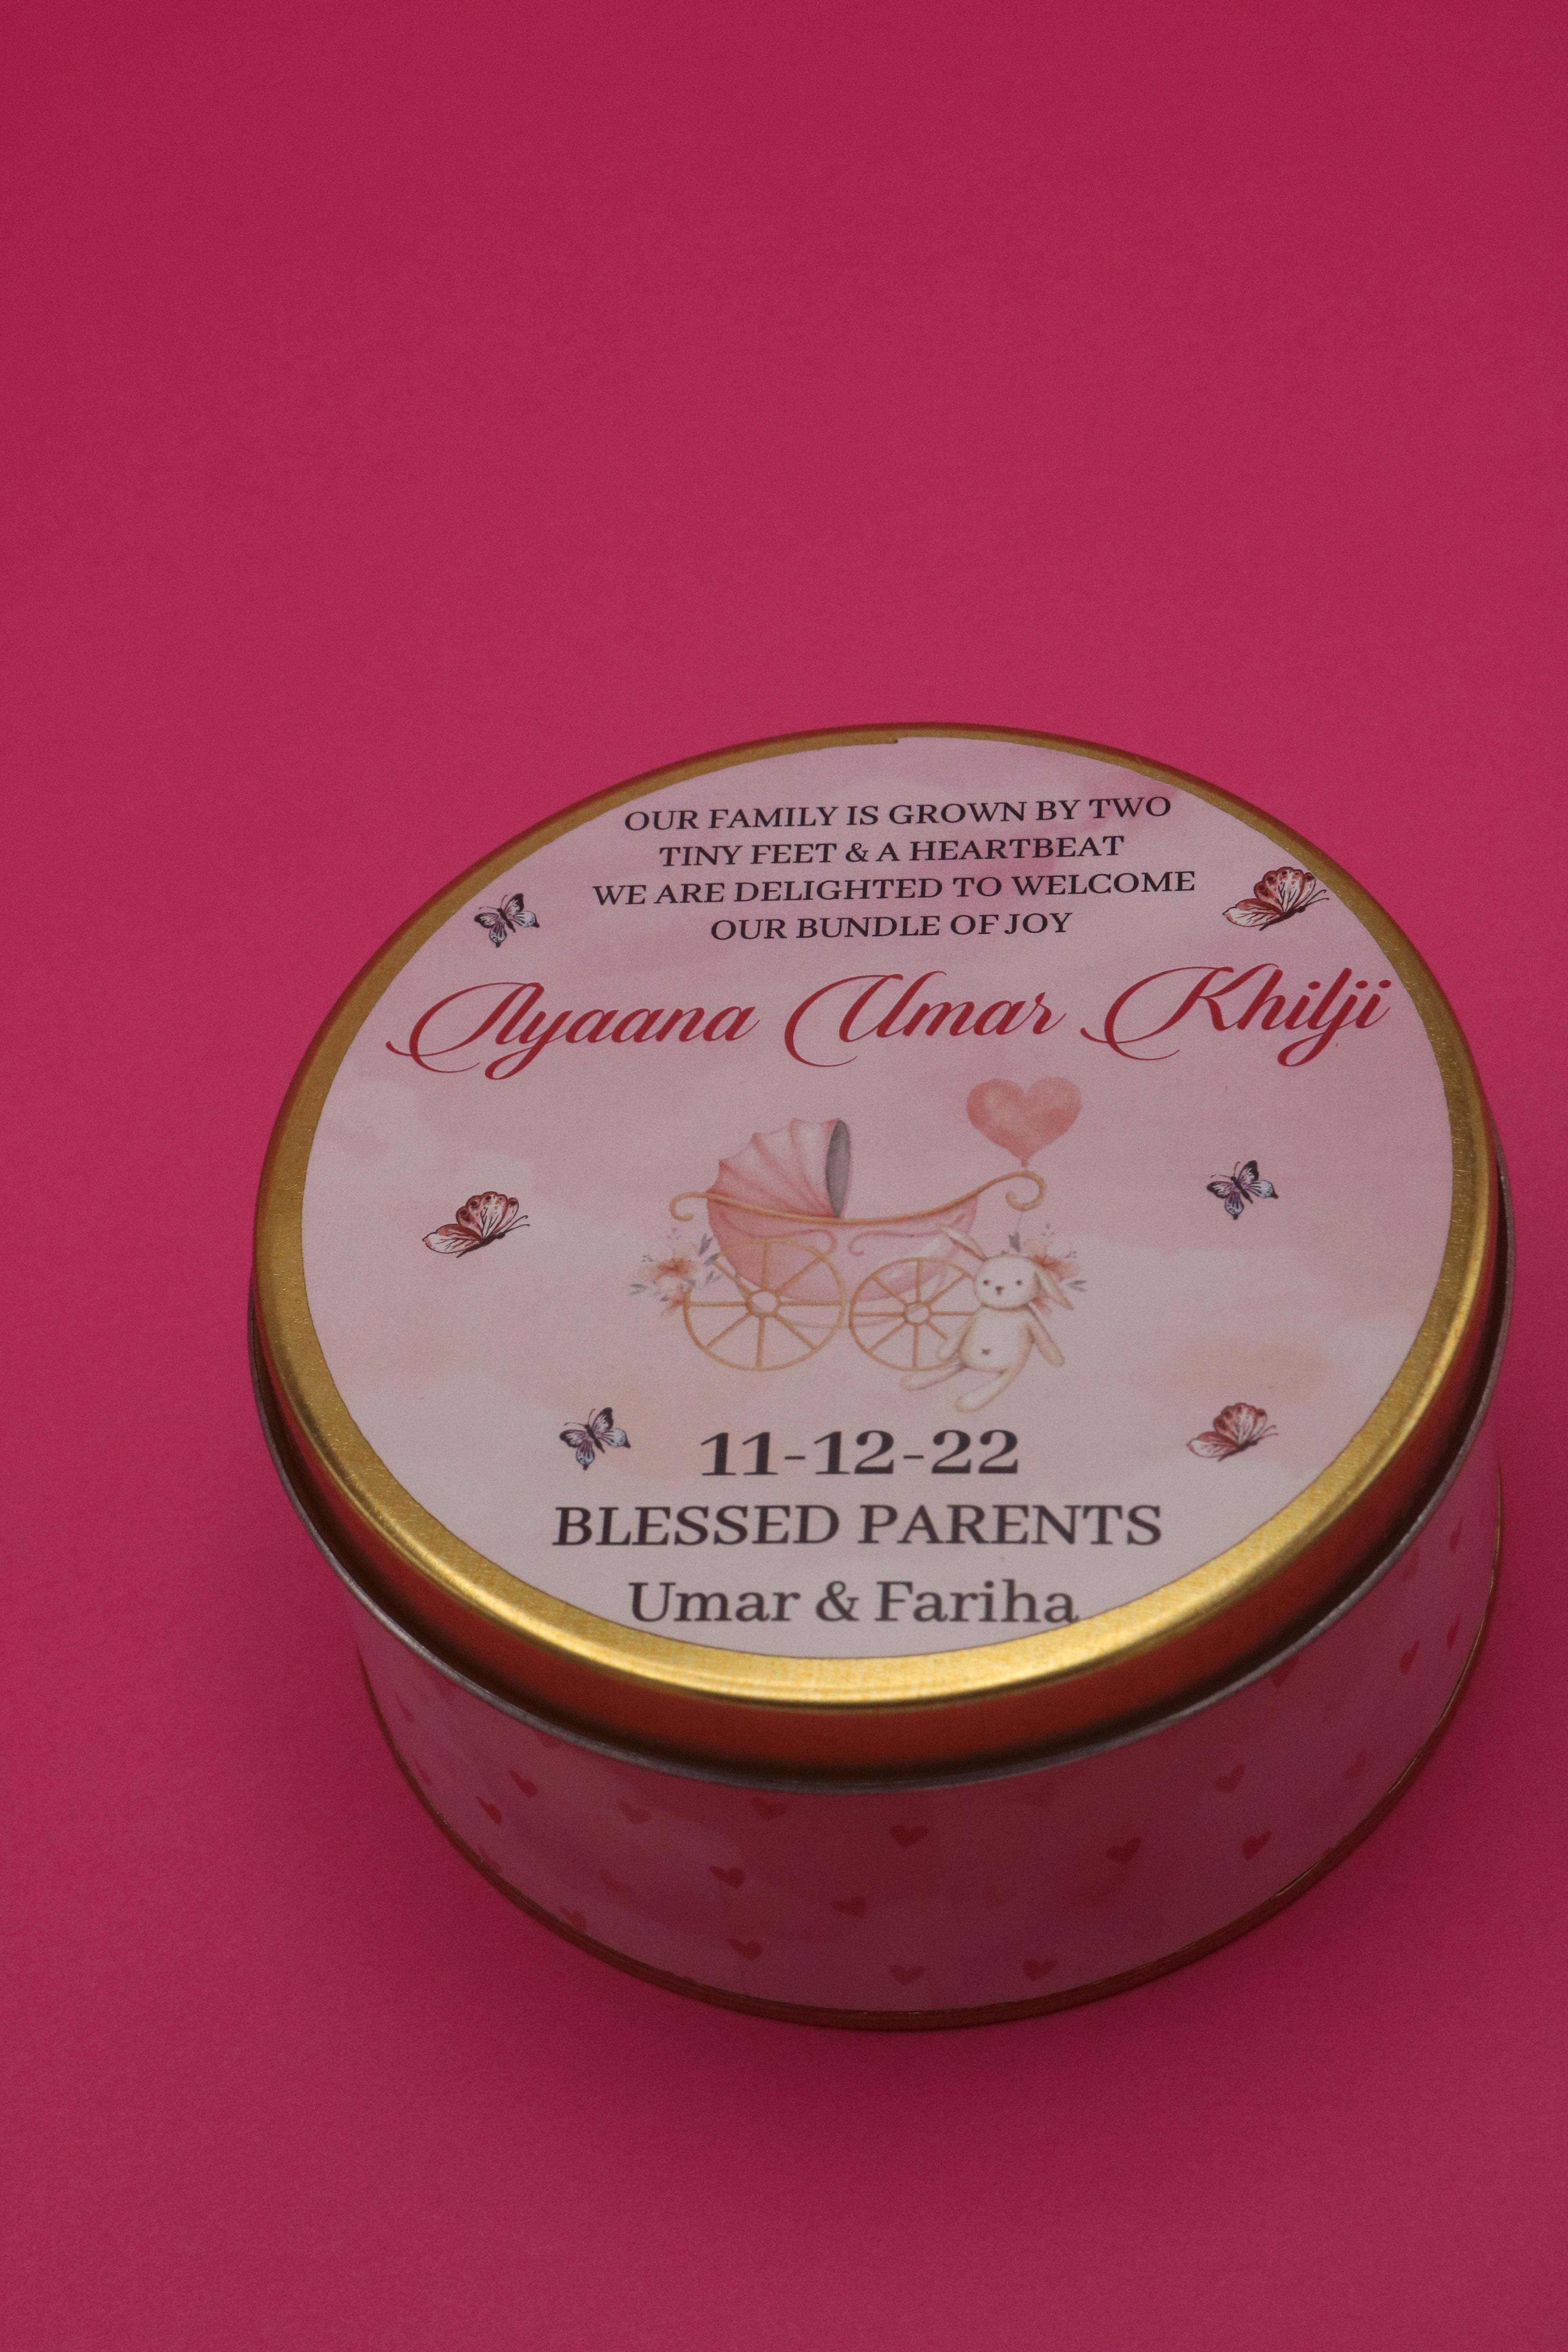 OUR FAMILY IS GROWN BY TWO
TINY FEET & A HEARTBEAT
WE ARE DELIGHTED TO WELCOME
OUR BUNDLE OF JOY
Ayaana Umar Khilji
11-12-22
BLESSED PARENTS
Umar & Fariha